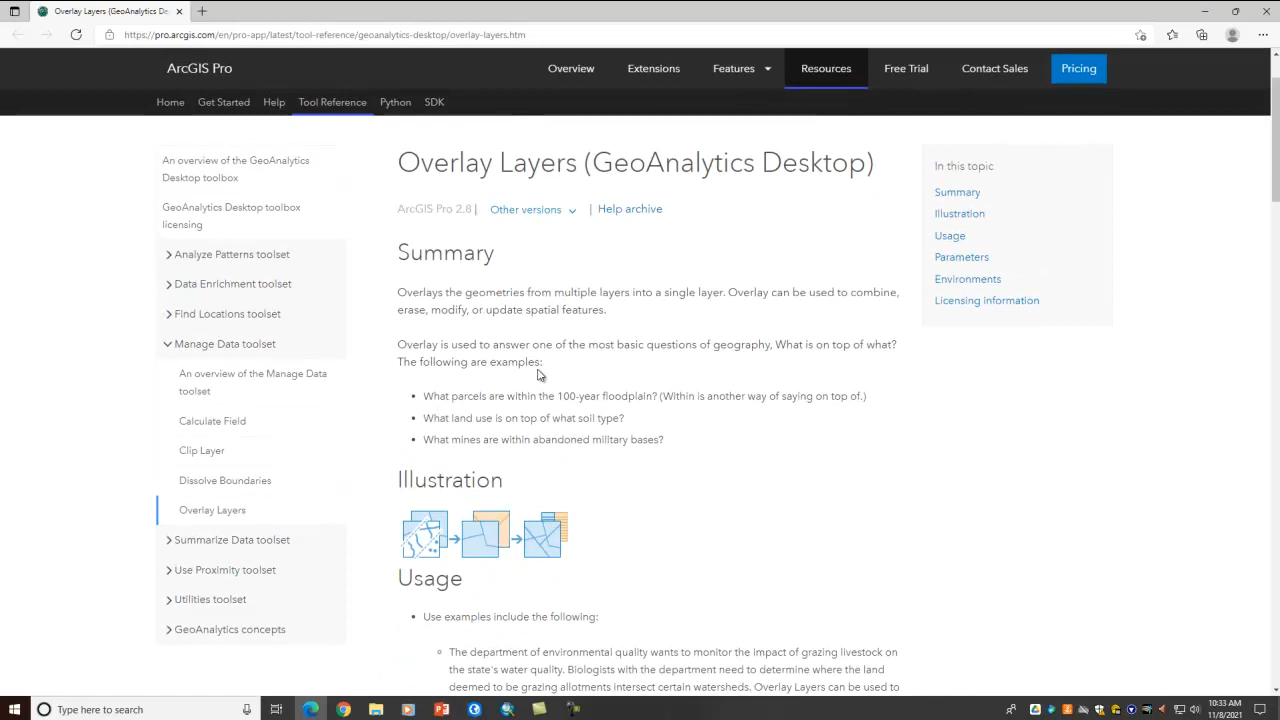 Overlay Layers (GeoAnalytics De
https://pro.arcgis.com/en/pro-app/latest/tool-reference/geoanalytics-desktop/overlay-layers.htm
ArcGIS Pro
Overview
Extensions
Features
Resources
Free Trial
Contact Sales
Pricing
Home
Get Started
Help
Tool Reference
Python
SDK
An overview of the GeoAnalytics
Desktop toolbox
GeoAnalytics Desktop toolbox
licensing
Analyze Patterns toolset
Data Enrichment toolset
Find Locations toolset
Manage Data toolset
An overview of the Manage Data
toolset
Calculate Field
Clip Layer
Dissolve Boundaries
Overlay Layers
Summarize Data toolset
Use Proximity toolset
Utilities toolset
GeoAnalytics concepts
Overlay Layers (GeoAnalytics Desktop)
ArcGIS Pro 2.8 | Other versions | Help archive
Summary
Overlays the geometries from multiple layers into a single layer. Overlay can be used to combine,
erase, modify, or update spatial features.
Overlay is used to answer one of the most basic questions of geography, What is on top of what?
The following are examples:
• What parcels are within the 100-year floodplain? (Within is another way of saying on top of.)
• What land use is on top of what soil type?
• What mines are within abandoned military bases?
Illustration
Usage
• Use examples include the following:
The department of environmental quality wants to monitor the impact of grazing livestock on
the state's water quality. Biologists with the department need to determine where the land
deemed to be grazing allotments intersect certain watersheds. Overlay Layers can be used to
In this topic
Summary
Illustration
Usage
Parameters
Environments
Licensing information
Type here to search
10:33 AM
11/8/2021